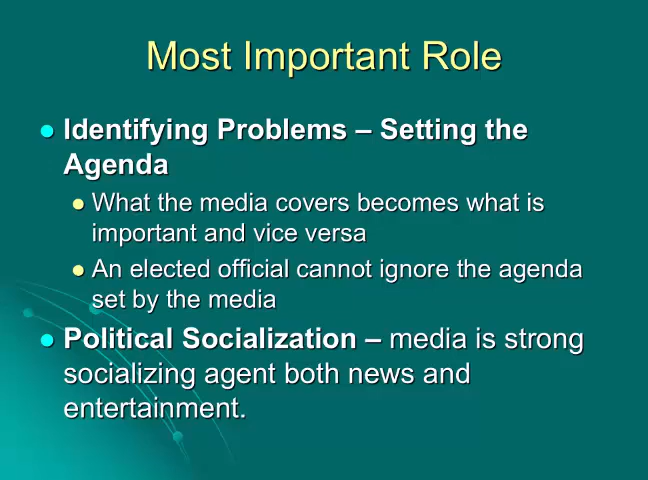 Most Important Role
Identifying Problems – Setting the
Agenda
What the media covers becomes what is
important and vice versa
An elected official cannot ignore the agenda
set by the media
Political Socialization – media is strong
socializing agent both news and
entertainment.